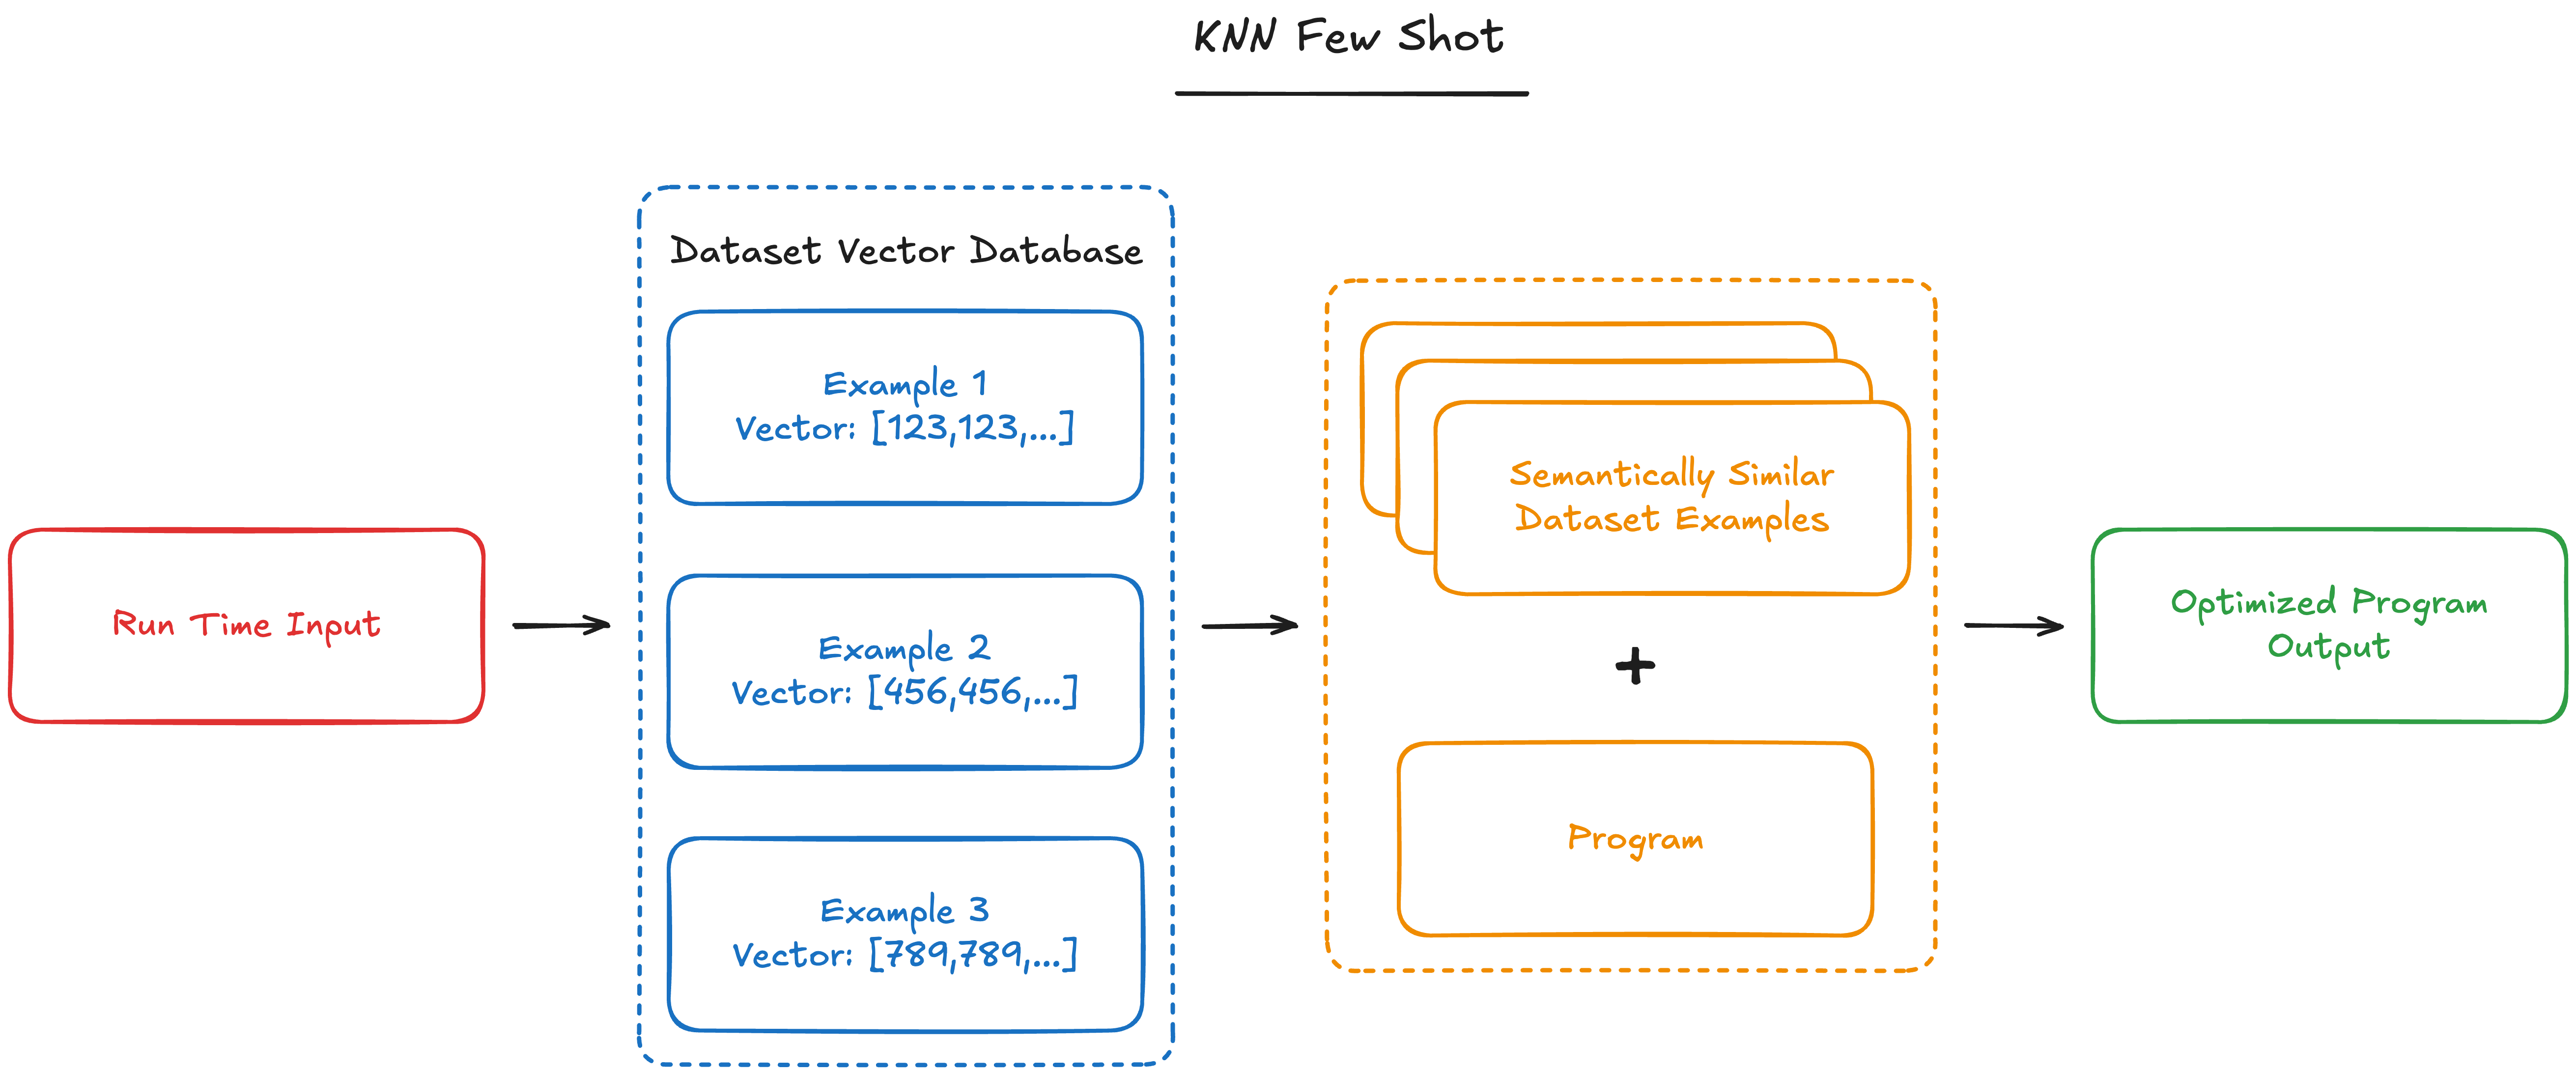 KNN Few Shot
Dataset Vector Database
Example 1
Vector: [123,123,...]
Example 2
Vector: [456,456,...]
Example 3
Vector: [789,789,...]
Run Time Input
Semantically Similar
Dataset Examples
+
Program
Optimized Program
Output